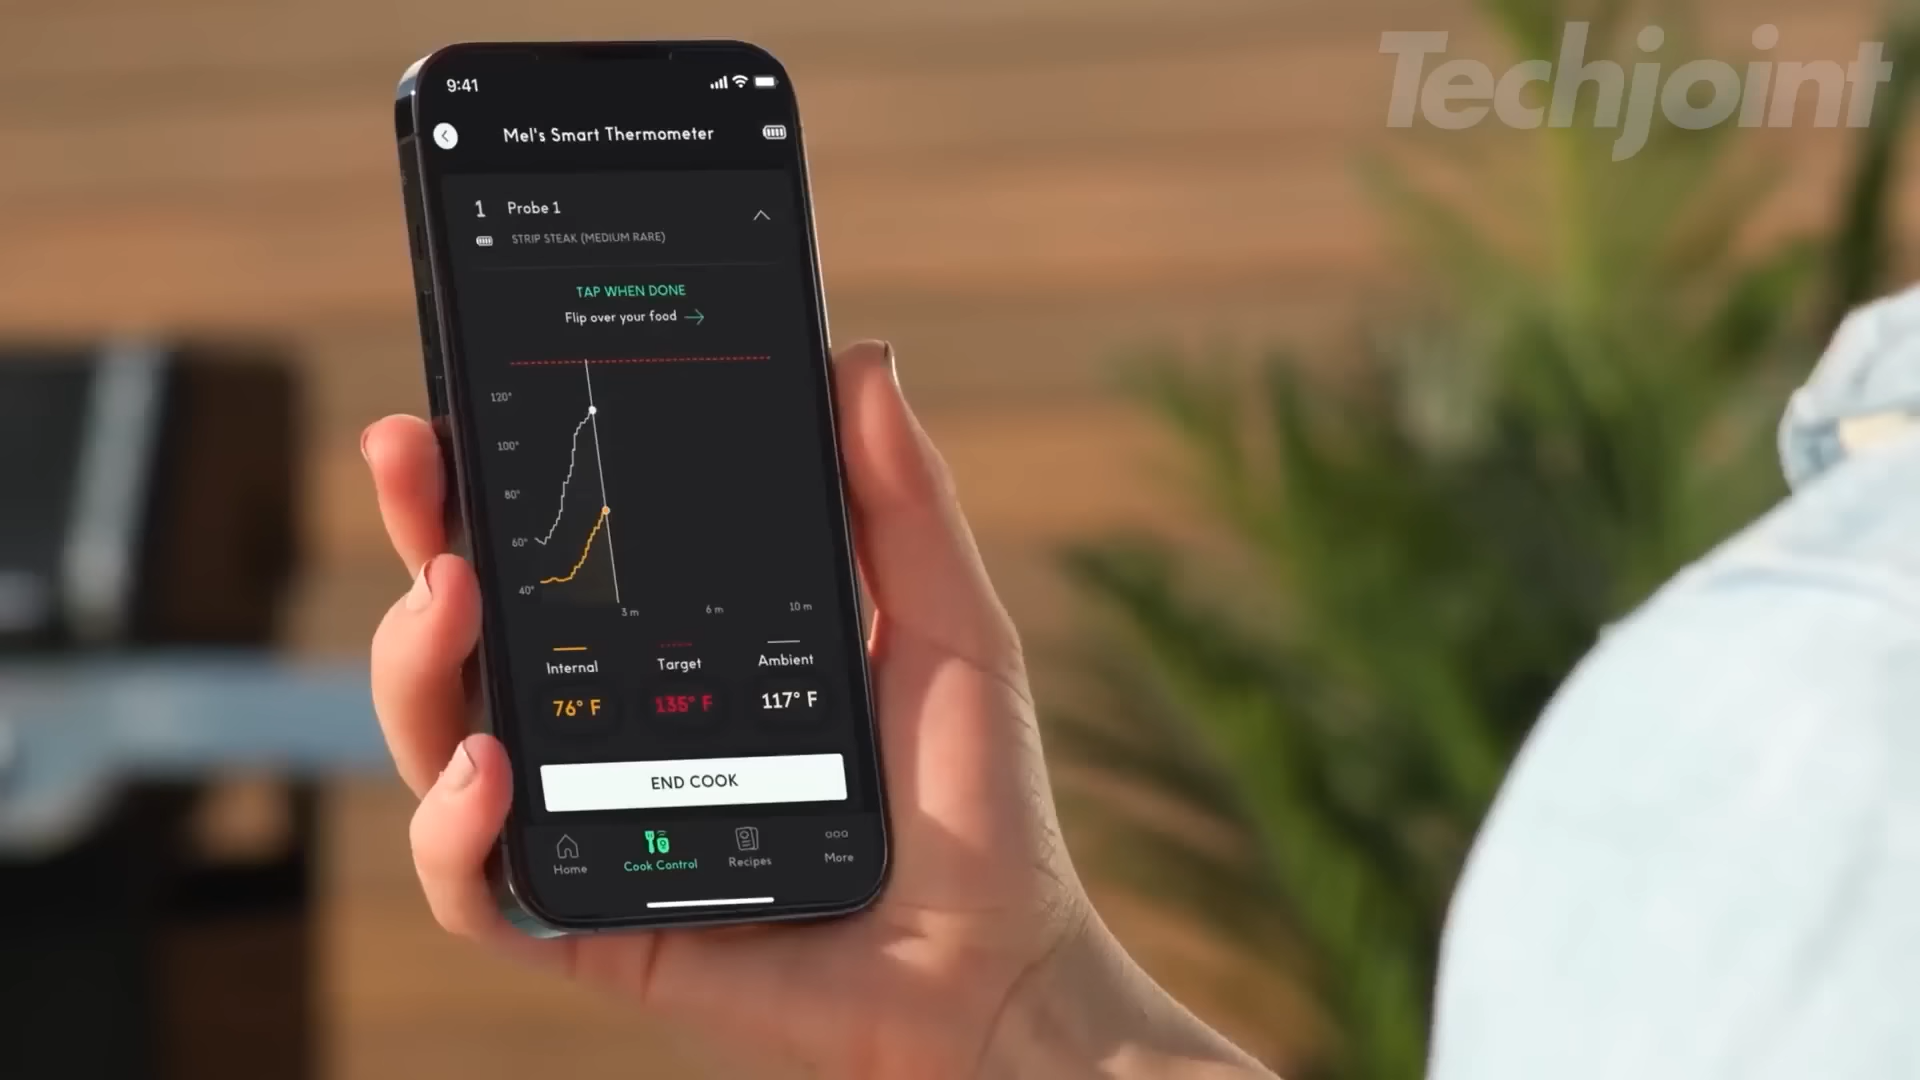 Techjoint
9:41
Mel's Smart Thermometer
1 Probe 1
STRIP STEAK (MEDIUM RARE)
TAP WHEN DONE
Flip over your food →
120°
100°
80°
60°
40°
3 m 6 m 10 m
Internal Target Ambient
76° F 135° F 117° F
END COOK
Home Cook Control Recipes More